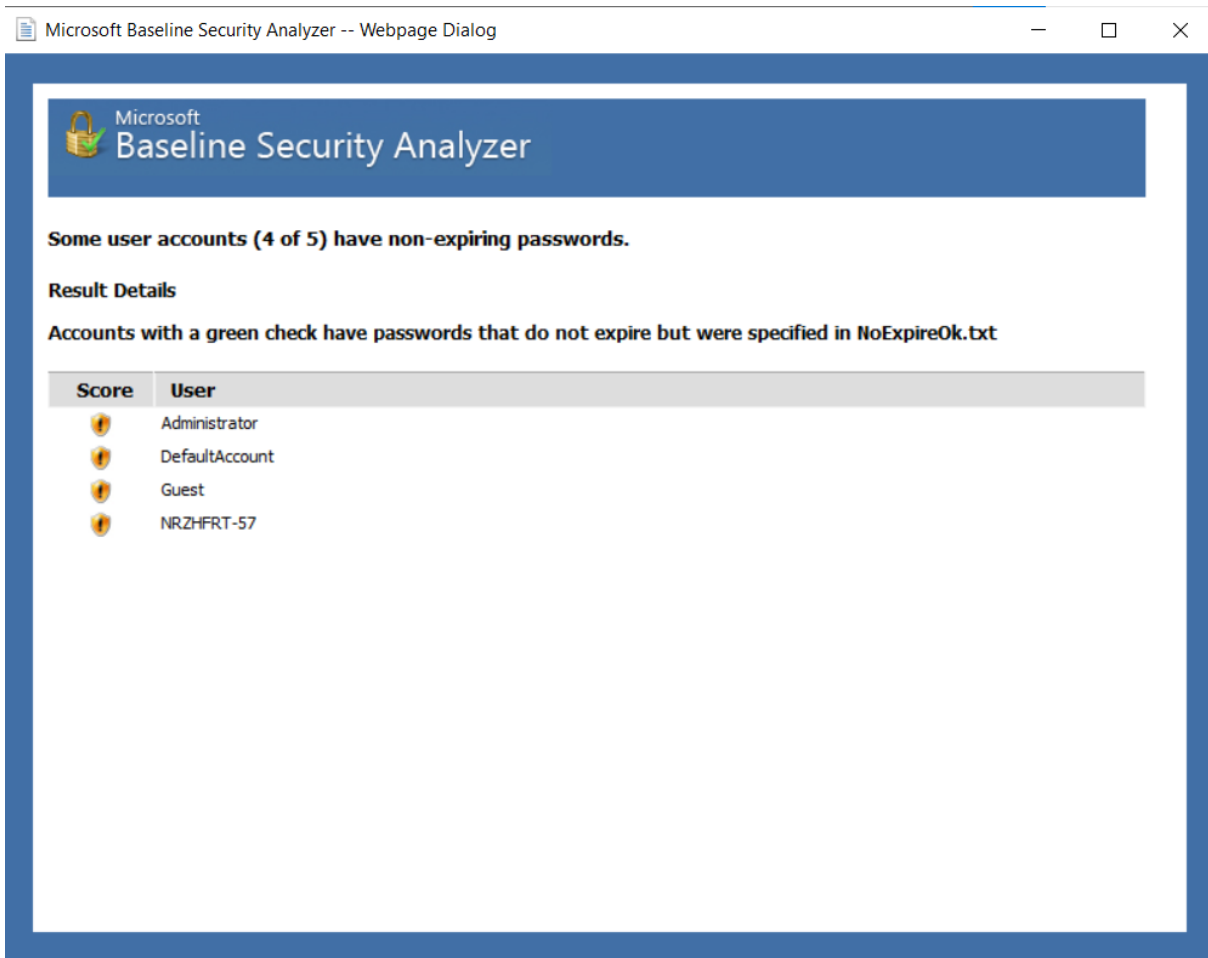 Microsoft Baseline Security Analyzer -- Webpage Dialog
Microsoft
Baseline Security Analyzer
Some user accounts (4 of 5) have non-expiring passwords.
Result Details
Accounts with a green check have passwords that do not expire but were specified in NoExpireOk.txt
Score User
Administrator
DefaultAccount
Guest
NRZHFRT-57